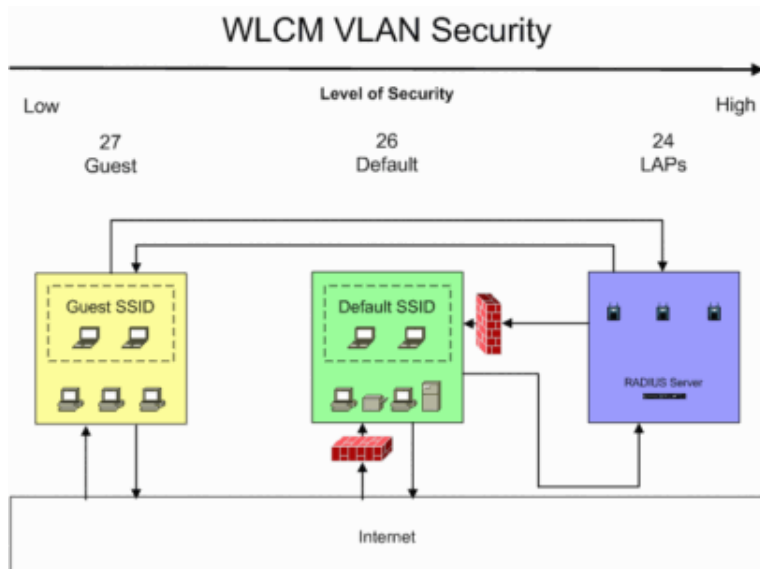 WLCM VLAN Security
Level of Security
Low
High
27
Guest
26
Default
24
LAPs
Guest SSID
Default SSID
RADIUS Server
Internet